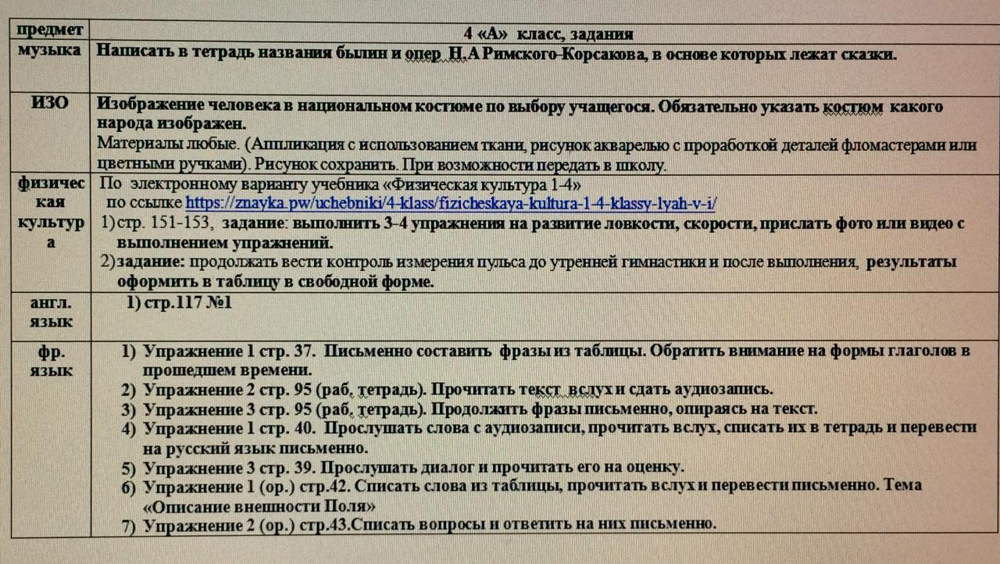 предмет
4 «А» класс, задания
музыка
Написать в тетрадь названия былин и опер Н.А Римского-Корсакова, в основе которых лежат сказки.
ИЗО
Изображение человека в национальном костюме по выбору учащегося. Обязательно указать костюм какого
народа изображен.
Материалы любые. (Аппликация с использованием ткани, рисунок акварелью с проработкой деталей фломастерами или
цветными ручками). Рисунок сохранить. При возможности передать в школу.
физичес
кая
культур
а
По электронному варианту учебника «Физическая культура 1-4»
по ссылке https://znayka.pw/uchebniki/4-klass/fizicheskaya-kultura-1-4-klassy-lyah-v-i/
1) стр. 151-153, задание: выполнить 3-4 упражнения на развитие ловкости, скорости, прислать фото или видео с
выполнением упражнений.
2) задание: продолжать вести контроль измерения пульса до утренней гимнастики и после выполнения, результаты
оформить в таблицу в свободной форме.
англ.
язык
1) стр.117 №1
фр.
язык
1) Упражнение 1 стр. 37. Письменно составить фразы из таблицы. Обратить внимание на формы глаголов в
прошедшем времени.
2) Упражнение 2 стр. 95 (раб. тетрадь). Прочитать текст вслух и сдать аудиозапись.
3) Упражнение 3 стр. 95 (раб. тетрадь). Продолжить фразы письменно, опираясь на текст.
4) Упражнение 1 стр. 40. Прослушать слова с аудиозаписи, прочитать вслух, списать их в тетрадь и перевести
на русский язык письменно.
5) Упражнение 3 стр. 39. Прослушать диалог и прочитать его на оценку.
6) Упражнение 1 (ор.) стр.42. Списать слова из таблицы, прочитать вслух и перевести письменно. Тема
«Описание внешности Поля»
7) Упражнение 2 (ор.) стр.43.Списать вопросы и ответить на них письменно.